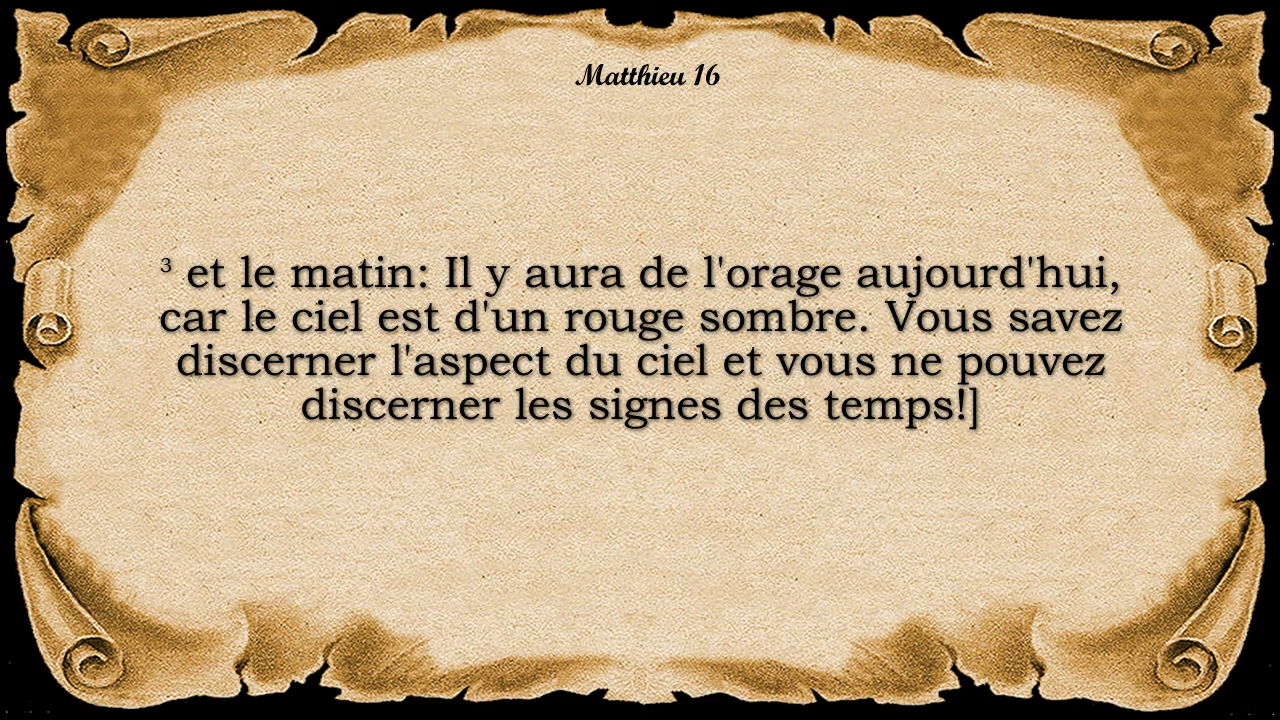 Matthieu 16
³ et le matin: Il y aura de l'orage aujourd'hui,
car le ciel est d'un rouge sombre. Vous savez
discerner l'aspect du ciel et vous ne pouvez
discerner les signes des temps!]